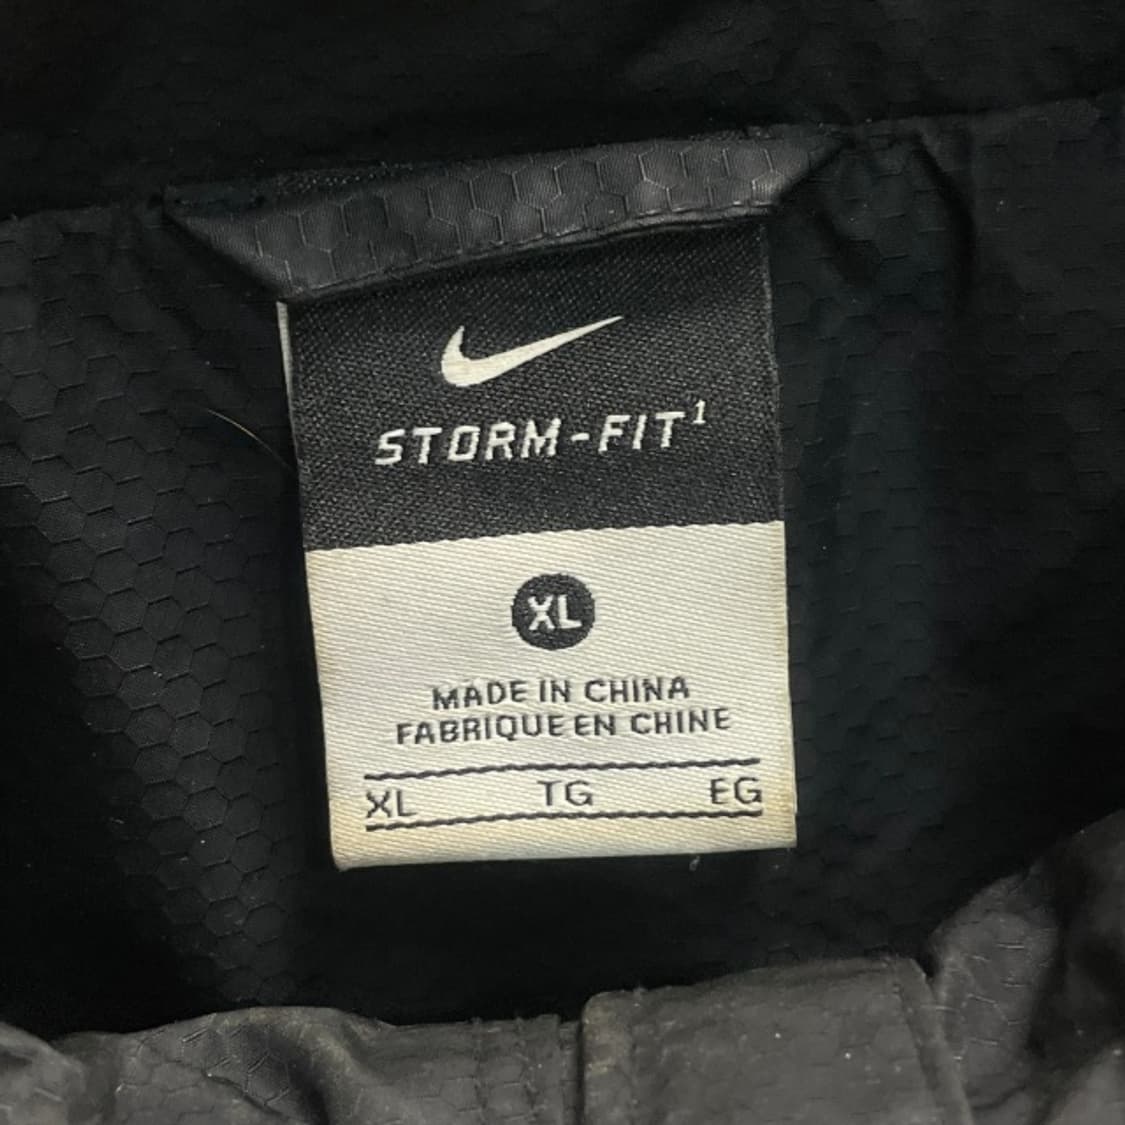 STORM-FIT¹
XL
MADE IN CHINA
FABRIQUE EN CHINE
XL TG EG